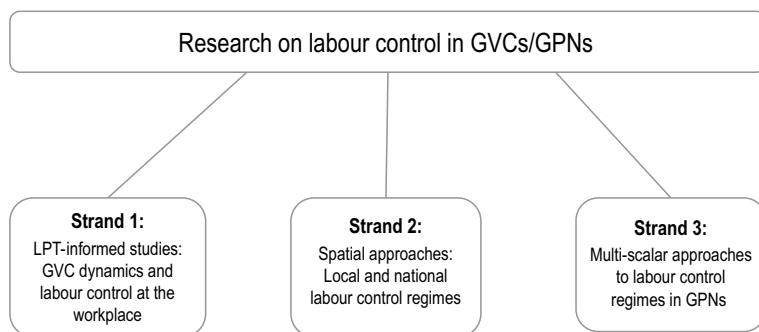 Research on labour control in GVCs/GPNs
Strand 1:
LPT-informed studies:
GVC dynamics and
labour control at the
workplace
Strand 2:
Spatial approaches:
Local and national
labour control regimes
Strand 3:
Multi-scalar approaches
to labour control
regimes in GPNs